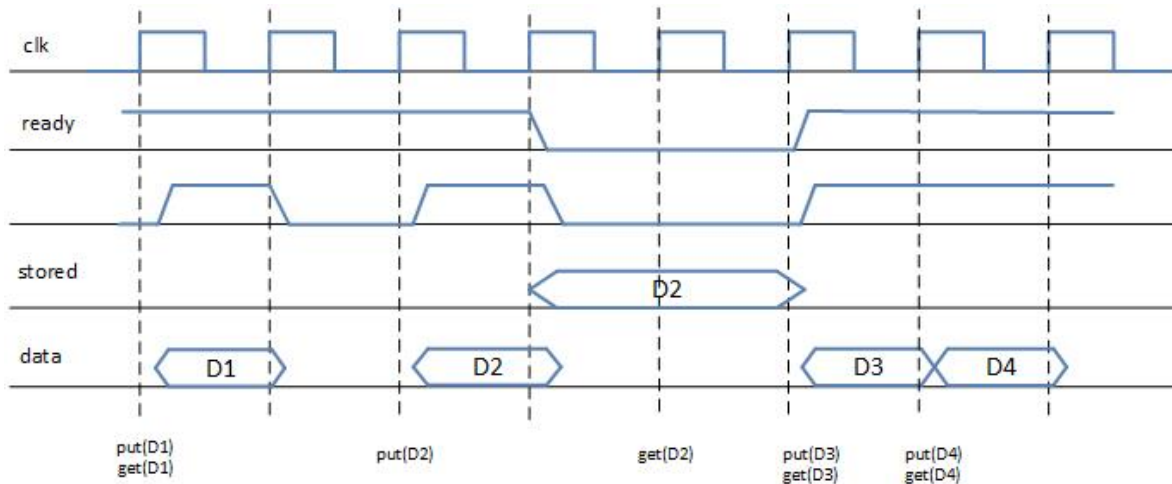 clk
ready
stored
D2
data
D1
D2
D3
D4
put(D1)
get(D1)
put(D2)
get(D2)
put(D3)
get(D3)
put(D4)
get(D4)